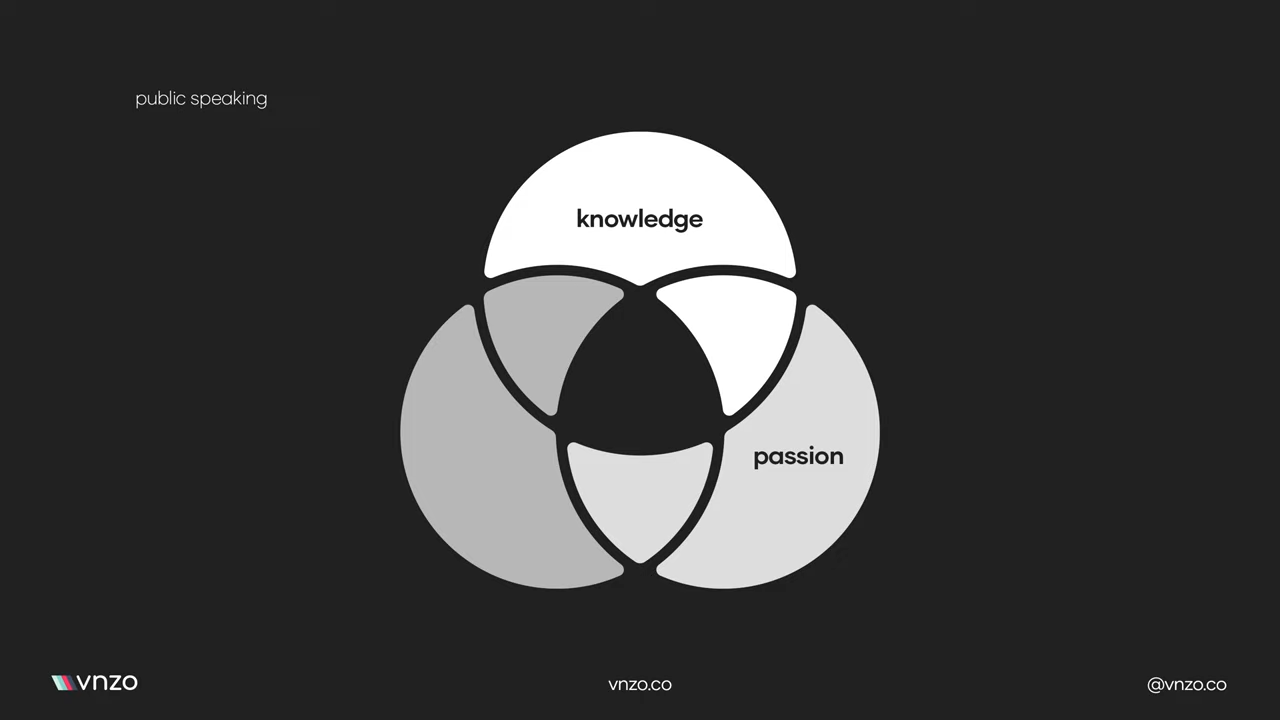 public speaking
knowledge
passion
vnzo
vnzo.co
@vnzo.co